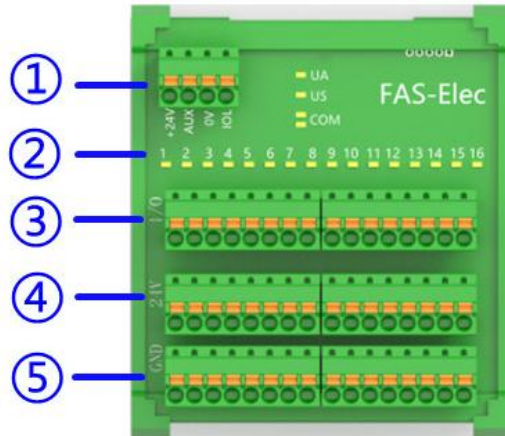 ①
+24V AUX 0V IOL
UA
US
COM
FAS-Elec
②
1 2 3 4 5 6 7 8 9 10 11 12 13 14 15 16
③
I/O
④
24V
⑤
GND